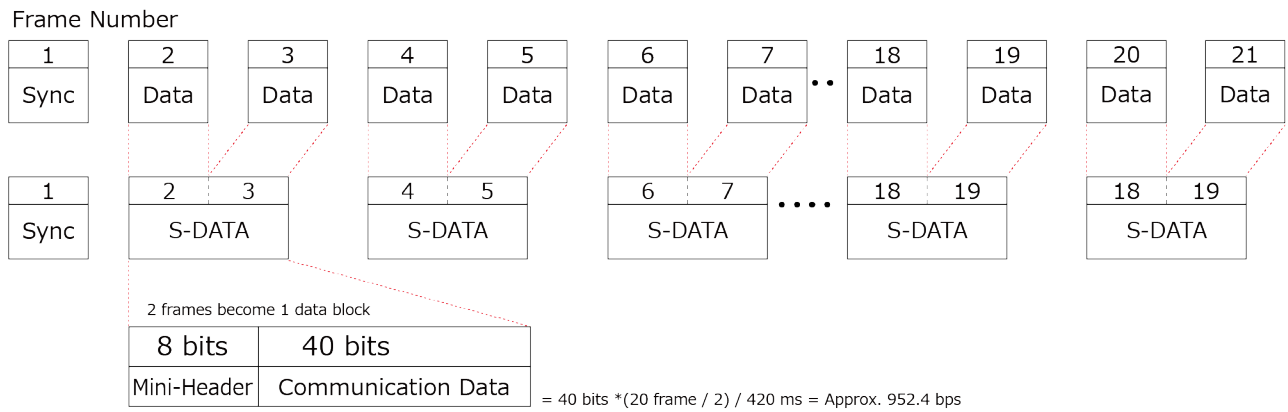 Frame Number
1 2 3 4 5 6 7 18 19 20 21
Sync Data Data Data Data Data Data Data Data Data Data
1 2 3 4 5 6 7 18 19 18 19
Sync S-DATA S-DATA S-DATA S-DATA S-DATA
2 frames become 1 data block
8 bits 40 bits
Mini-Header Communication Data
= 40 bits *(20 frame / 2) / 420 ms = Approx. 952.4 bps